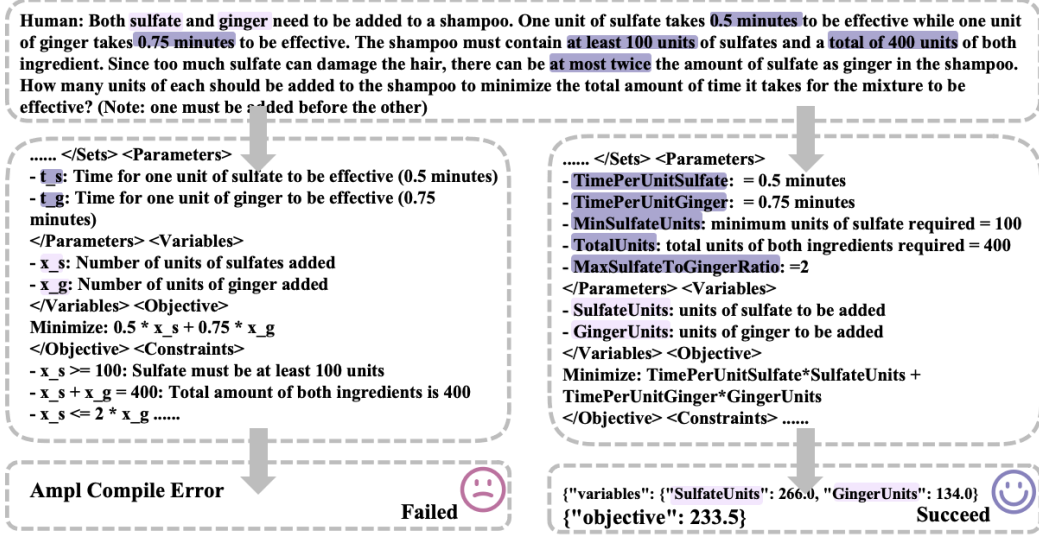 Human: Both sulfate and ginger need to be added to a shampoo. One unit of sulfate takes 0.5 minutes to be effective while one unit
of ginger takes 0.75 minutes to be effective. The shampoo must contain at least 100 units of sulfates and a total of 400 units of both
ingredient. Since too much sulfate can damage the hair, there can be at most twice the amount of sulfate as ginger in the shampoo.
How many units of each should be added to the shampoo to minimize the total amount of time it takes for the mixture to be
effective? (Note: one must be added before the other)
...... </Sets> <Parameters>
- t_s: Time for one unit of sulfate to be effective (0.5 minutes)
- t_g: Time for one unit of ginger to be effective (0.75
minutes)
</Parameters> <Variables>
- x_s: Number of units of sulfates added
- x_g: Number of units of ginger added
</Variables> <Objective>
Minimize: 0.5 * x_s + 0.75 * x_g
</Objective> <Constraints>
- x_s >= 100: Sulfate must be at least 100 units
- x_s + x_g = 400: Total amount of both ingredients is 400
- x_s <= 2 * x_g ......
Ampl Compile Error
Failed
...... </Sets> <Parameters>
- TimePerUnitSulfate: = 0.5 minutes
- TimePerUnitGinger: = 0.75 minutes
- MinSulfateUnits: minimum units of sulfate required = 100
- TotalUnits: total units of both ingredients required = 400
- MaxSulfateToGingerRatio: =2
</Parameters> <Variables>
- SulfateUnits: units of sulfate to be added
- GingerUnits: units of ginger to be added
</Variables> <Objective>
Minimize: TimePerUnitSulfate*SulfateUnits +
TimePerUnitGinger*GingerUnits
</Objective> <Constraints> ......
{"variables": {"SulfateUnits": 266.0, "GingerUnits": 134.0}
{"objective": 233.5}
Succeed